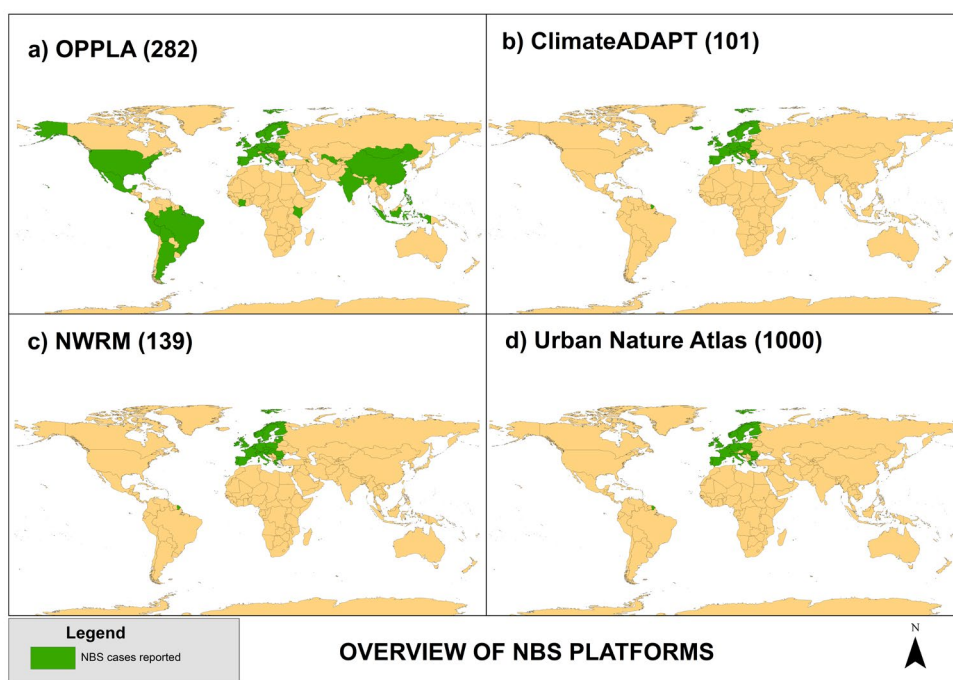 a) OPPLA (282)
b) ClimateADAPT (101)
c) NWRM (139)
d) Urban Nature Atlas (1000)
Legend
NBS cases reported
OVERVIEW OF NBS PLATFORMS
N